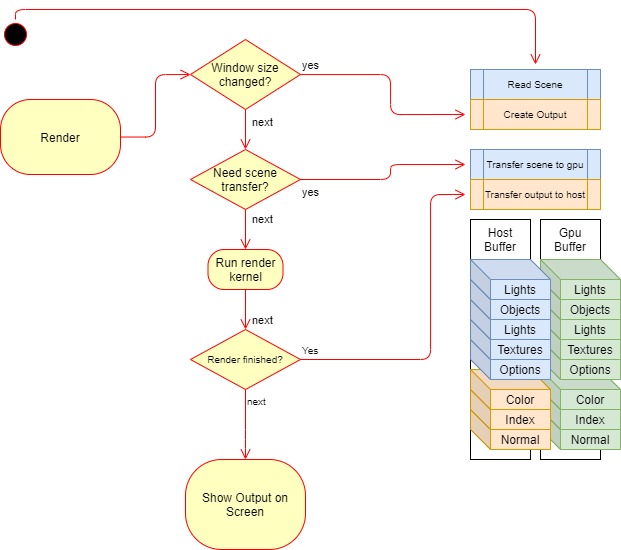 Window size
changed?
yes
Read Scene
Create Output
Render
next
Need scene
transfer?
yes
Transfer scene to gpu
Transfer output to host
next
Host
Buffer
Gpu
Buffer
Run render
kernel
Lights
Objects
Lights
Textures
Options
Lights
Objects
Lights
Textures
Options
next
Render finished?
Yes
next
Color
Index
Normal
Color
Index
Normal
Show Output on
Screen